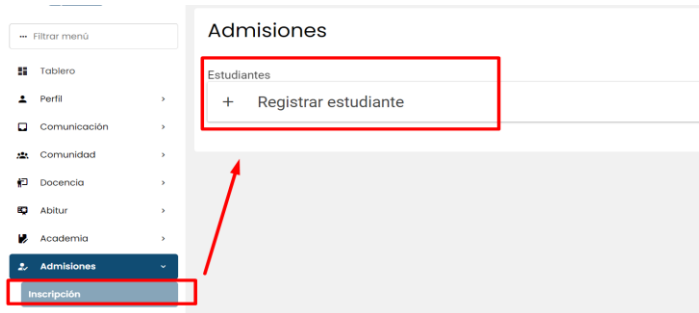 Filtrar menú
Tablero
Perfil
Comunicación
Comunidad
Docencia
Abitur
Academia
Admisiones
Inscripción
Admisiones
Estudiantes
+ Registrar estudiante